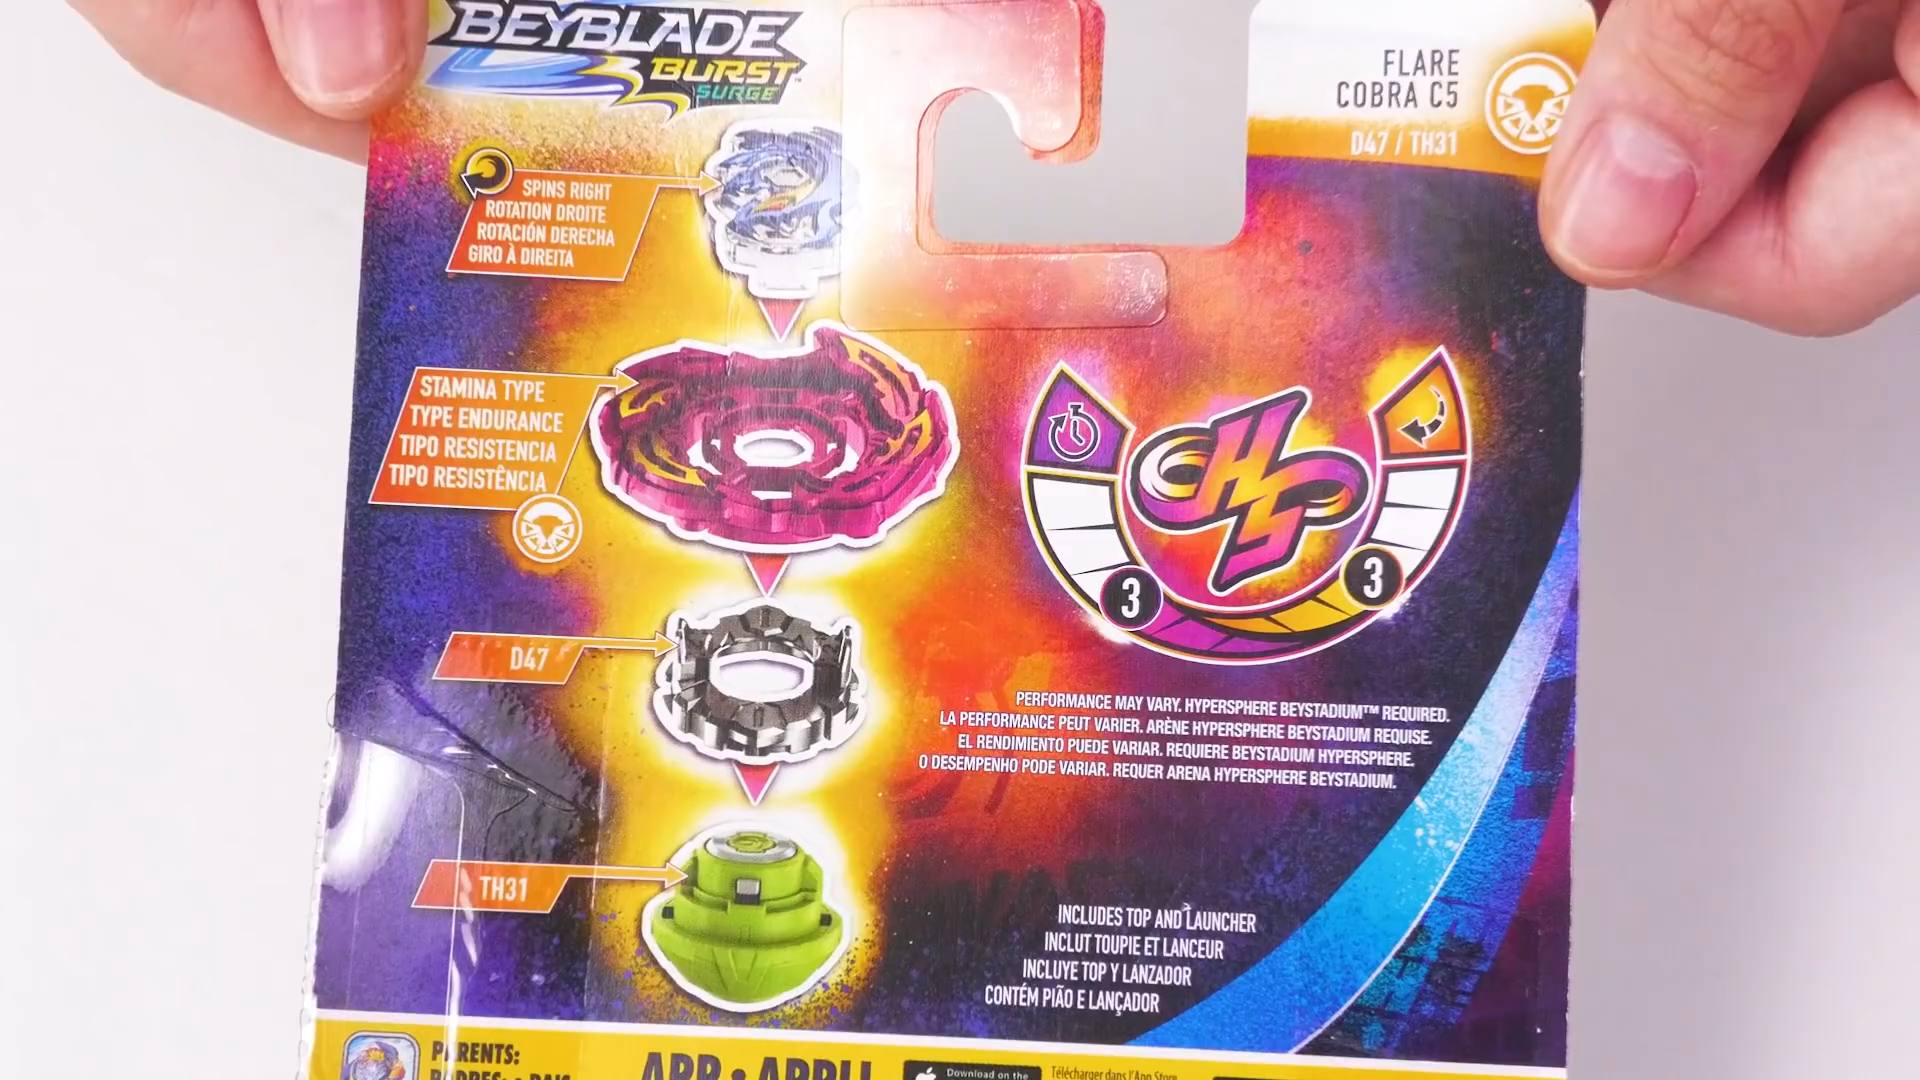 BEYBLADE
BURST
SURGE
FLARE
COBRA C5
D47 / TH31
SPINS RIGHT
ROTATION DROITE
ROTACIÓN DERECHA
GIRO À DIREITA
STAMINA TYPE
TYPE ENDURANCE
TIPO RESISTENCIA
TIPO RESISTÊNCIA
HS
3
3
D47
PERFORMANCE MAY VARY. HYPERSPHERE BEYSTADIUM™ REQUIRED.
LA PERFORMANCE PEUT VARIER. ARÈNE HYPERSPHERE BEYSTADIUM REQUISE.
EL RENDIMIENTO PUEDE VARIAR. REQUIERE BEYSTADIUM HYPERSPHERE.
O DESEMPENHO PODE VARIAR. REQUER ARENA HYPERSPHERE BEYSTADIUM.
TH31
INCLUDES TOP AND LAUNCHER
INCLUT TOUPIE ET LANCEUR
INCLUYE TOP Y LANZADOR
CONTÉM PIÃO E LANÇADOR
PARENTS:
APP • APPLI
Download on the
Télécharger dans l'App Store